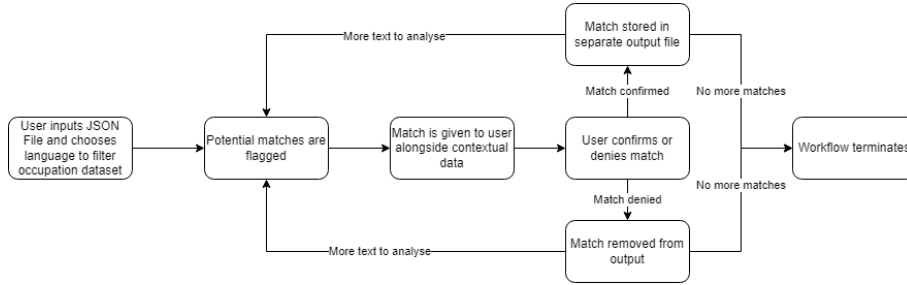 Match stored in
separate output file
More text to analyse
Match confirmed
No more matches
User inputs JSON
File and chooses
language to filter
occupation dataset
Potential matches are
flagged
Match is given to user
alongside contextual
data
User confirms or
denies match
Workflow terminates
No more matches
Match denied
More text to analyse
Match removed from
output